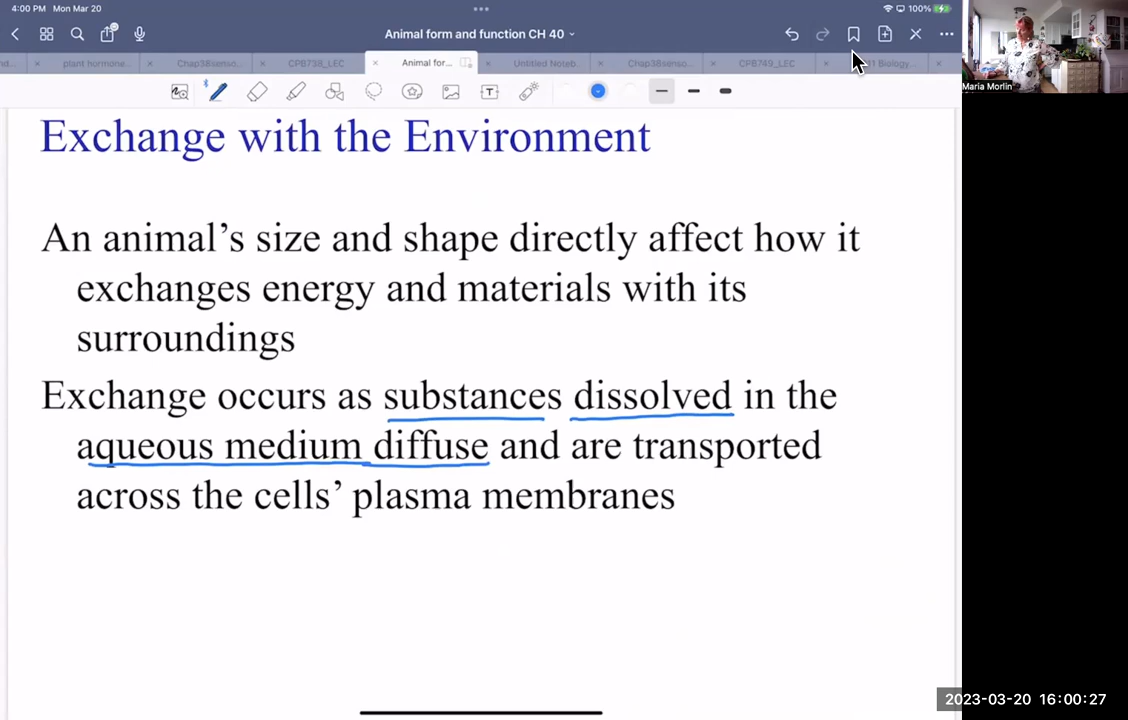 4:00 PM Mon Mar 20
100%
Animal form and function CH 40
plant hormone...
Chap38senso...
CPB738_LEC
Animal for...
Untitled Noteb...
Chap38senso...
CPB749_LEC
Biology...
Maria Morlin
Exchange with the Environment
An animal's size and shape directly affect how it
exchanges energy and materials with its
surroundings
Exchange occurs as substances dissolved in the
aqueous medium diffuse and are transported
across the cells' plasma membranes
2023-03-20 16:00:27